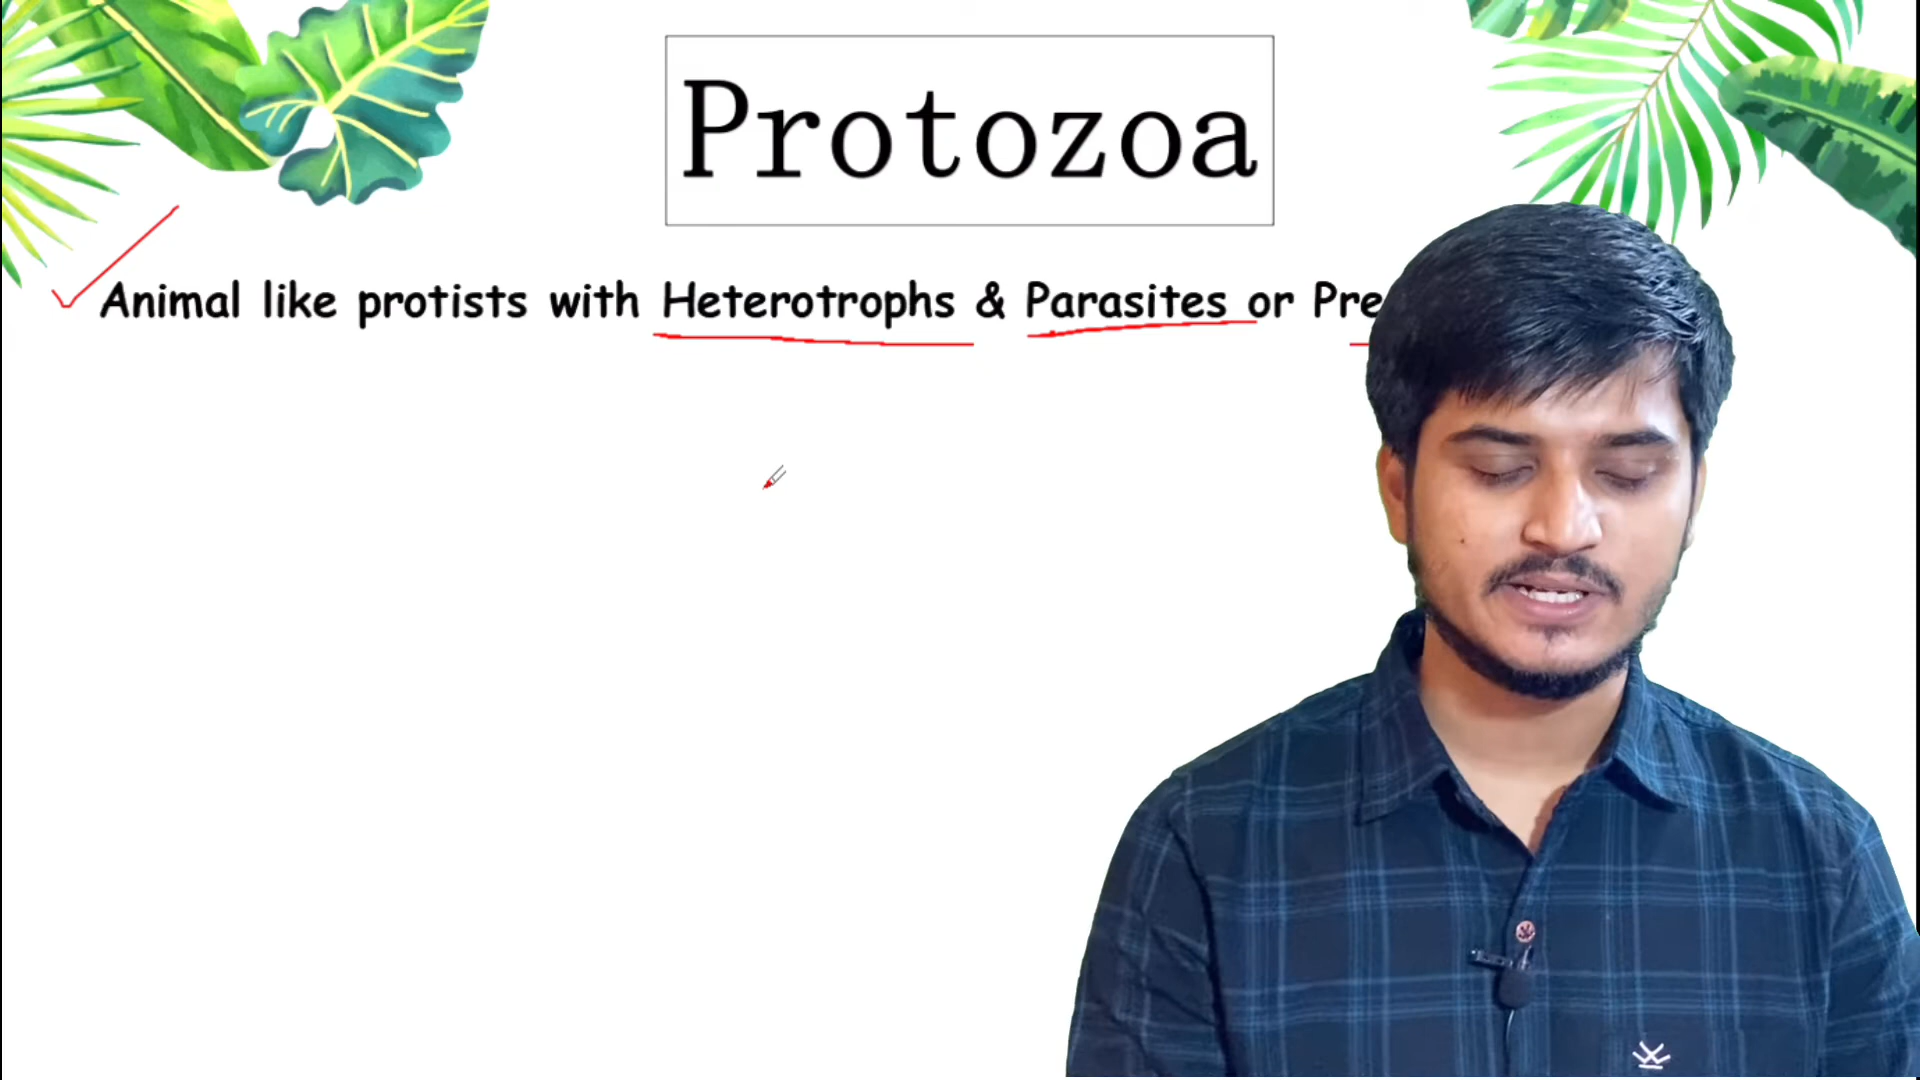 Protozoa
Animal like protists with Heterotrophs & Parasites or Pre